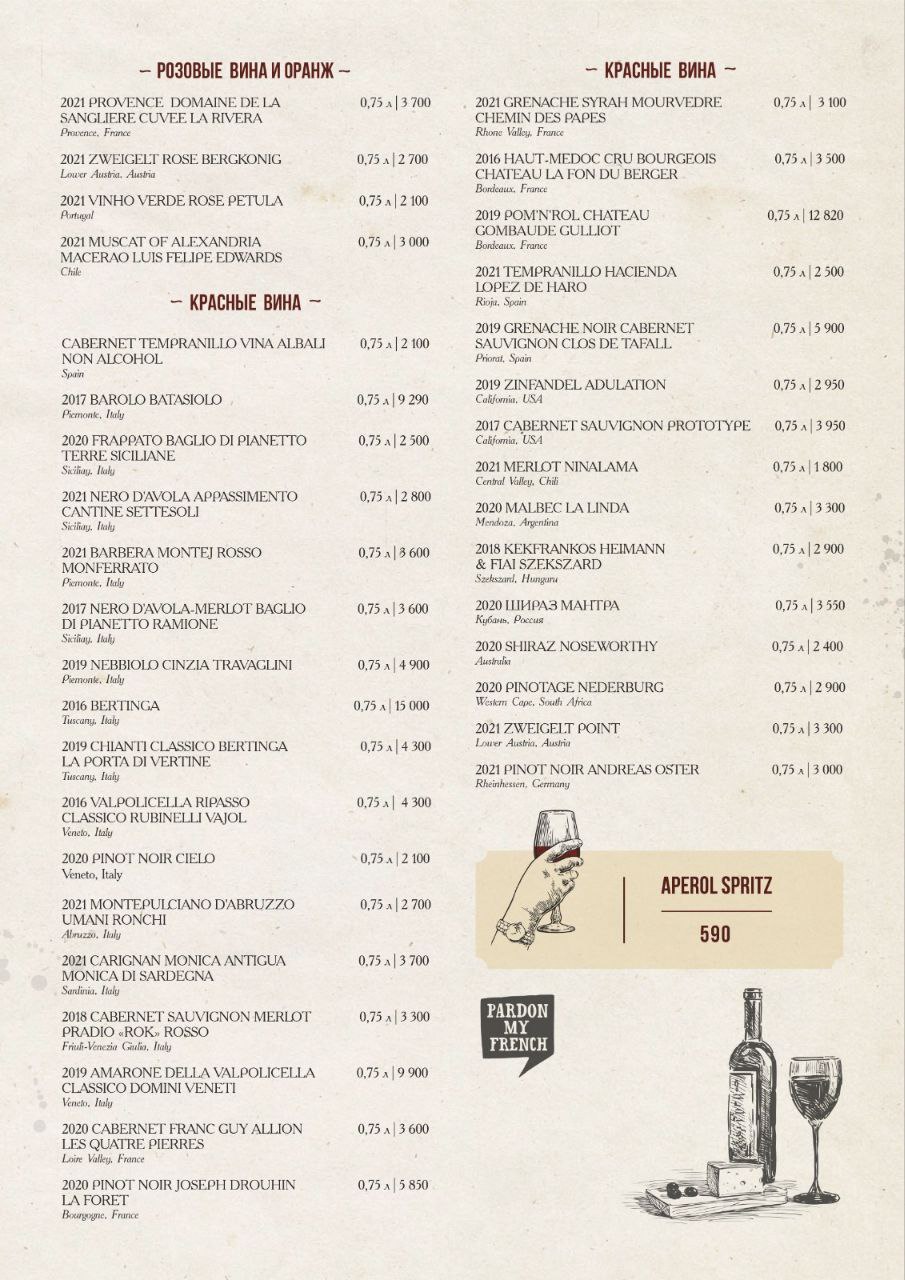 ~ РОЗОВЫЕ ВИНА И ОРАНЖ ~
2021 PROVENCE DOMAINE DE LA 0,75 л | 3 700
SANGLIERE CUVEE LA RIVERA
Provence, France
2021 ZWEIGELT ROSE BERGKONIG 0,75 л | 2 700
Lower Austria, Austria
2021 VINHO VERDE ROSE PETULA 0,75 л | 2 100
Portugal
2021 MUSCAT OF ALEXANDRIA 0,75 л | 3 000
MACERAO LUIS FELIPE EDWARDS
Chile
~ КРАСНЫЕ ВИНА ~
CABERNET TEMPRANILLO VINA ALBALI 0,75 л | 2 100
NON ALCOHOL
Spain
2017 BAROLO BATASIOLO 0,75 л | 9 290
Piemonte, Italy
2020 FRAPPATO BAGLIO DI PIANETTO 0,75 л | 2 500
TERRE SICILIANE
Siciliay, Italy
2021 NERO D'AVOLA APPASSIMENTO 0,75 л | 2 800
CANTINE SETTESOLI
Siciliay, Italy
2021 BARBERA MONTEJ ROSSO 0,75 л | 3 600
MONFERRATO
Piemonte, Italy
2017 NERO D'AVOLA-MERLOT BAGLIO 0,75 л | 3 600
DI PIANETTO RAMIONE
Siciliay, Italy
2019 NEBBIOLO CINZIA TRAVAGLINI 0,75 л | 4 900
Piemonte, Italy
2016 BERTINGA 0,75 л | 15 000
Tuscany, Italy
2019 CHIANTI CLASSICO BERTINGA 0,75 л | 4 300
LA PORTA DI VERTINE
Tuscany, Italy
2016 VALPOLICELLA RIPASSO 0,75 л | 4 300
CLASSICO RUBINELLI VAJOL
Veneto, Italy
2020 PINOT NOIR CIELO 0,75 л | 2 100
Veneto, Italy
2021 MONTEPULCIANO D'ABRUZZO 0,75 л | 2 700
UMANI RONCHI
Abruzzo, Italy
2021 CARIGNAN MONICA ANTIGUA 0,75 л | 3 700
MONICA DI SARDEGNA
Sardinia, Italy
2018 CABERNET SAUVIGNON MERLOT 0,75 л | 3 300
PRADIO «ROK» ROSSO
Friuli-Venezia Giulia, Italy
2019 AMARONE DELLA VALPOLICELLA 0,75 л | 9 900
CLASSICO DOMINI VENETI
Veneto, Italy
2020 CABERNET FRANC GUY ALLION 0,75 л | 3 600
LES QUATRE PIERRES
Loire Valley, France
2020 PINOT NOIR JOSEPH DROUHIN 0,75 л | 5 850
LA FORET
Bourgogne, France
~ КРАСНЫЕ ВИНА ~
2021 GRENACHE SYRAH MOURVEDRE 0,75 л | 3 100
CHEMIN DES PAPES
Rhone Valley, France
2016 HAUT-MEDOC CRU BOURGEOIS 0,75 л | 3 500
CHATEAU LA FON DU BERGER
Bordeaux, France
2019 POM'N'ROL CHATEAU 0,75 л | 12 820
GOMBAUDE GULLIOT
Bordeaux, France
2021 TEMPRANILLO HACIENDA 0,75 л | 2 500
LOPEZ DE HARO
Rioja, Spain
2019 GRENACHE NOIR CABERNET 0,75 л | 5 900
SAUVIGNON CLOS DE TAFALL
Priorat, Spain
2019 ZINFANDEL ADULATION 0,75 л | 2 950
California, USA
2017 CABERNET SAUVIGNON PROTOTYPE 0,75 л | 3 950
California, USA
2021 MERLOT NINALAMA 0,75 л | 1 800
Central Valley, Chili
2020 MALBEC LA LINDA 0,75 л | 3 300
Mendoza, Argentina
2018 KEKFRANKOS HEIMANN 0,75 л | 2 900
& FIAI SZEKSZARD
Szekszard, Hungaru
2020 ШИРАЗ МАНТРА 0,75 л | 3 550
Кубань, Россия
2020 SHIRAZ NOSEWORTHY 0,75 л | 2 400
Australia
2020 PINOTAGE NEDERBURG 0,75 л | 2 900
Western Cape, South Africa
2021 ZWEIGELT POINT 0,75 л | 3 300
Lower Austria, Austria
2021 PINOT NOIR ANDREAS OSTER 0,75 л | 3 000
Rheinhessen, Germany
APEROL SPRITZ
590
PARDON
MY
FRENCH